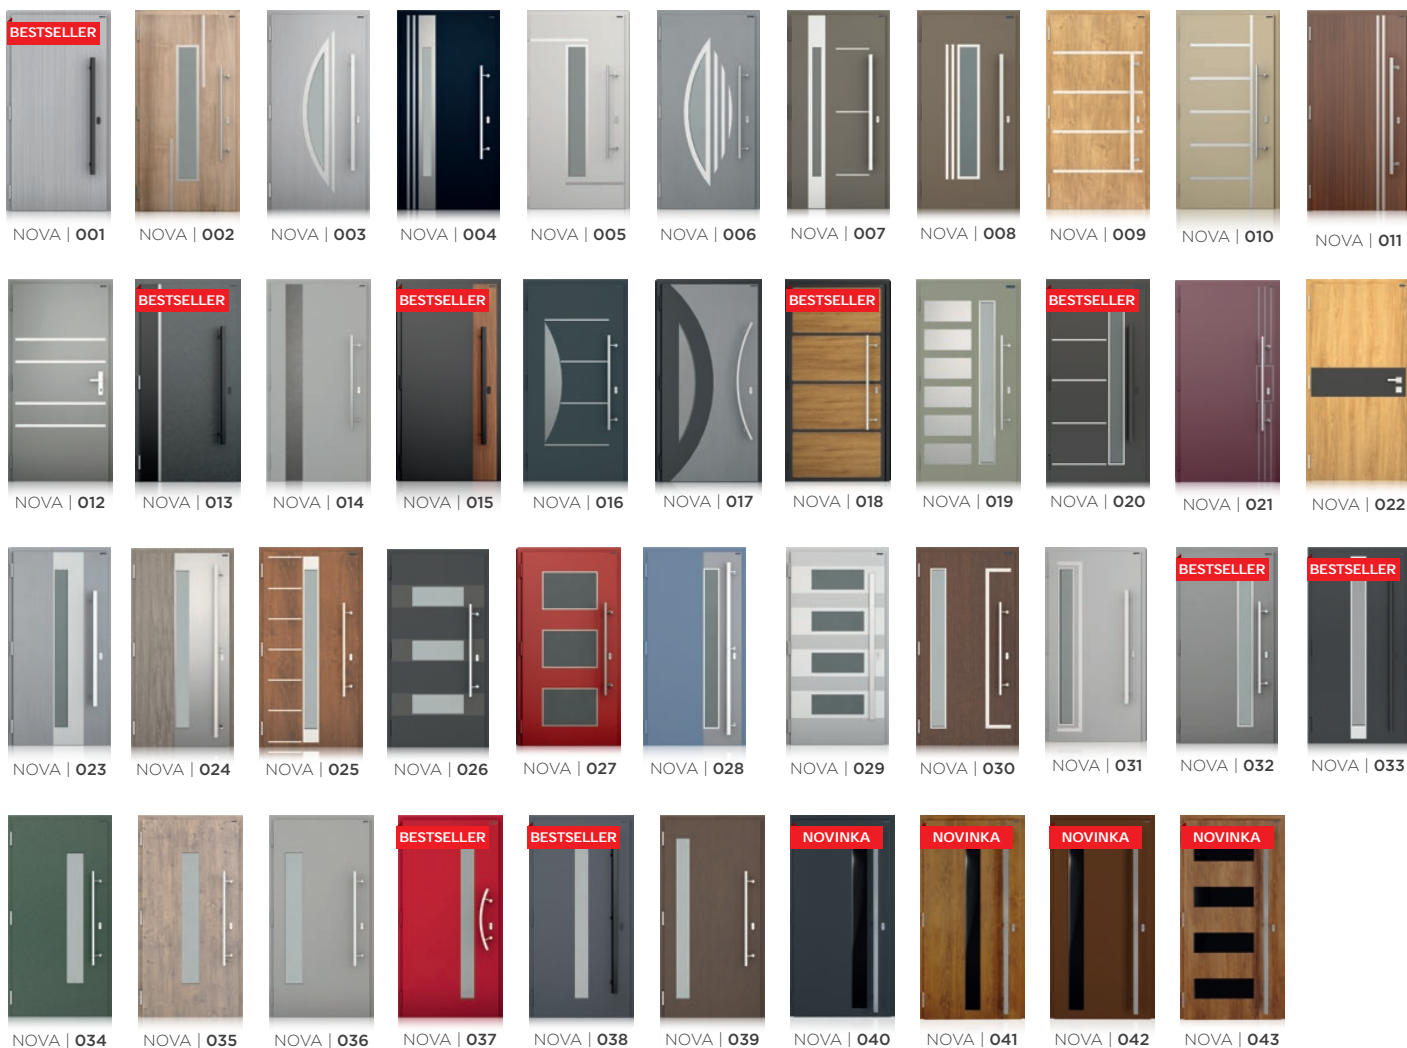 BESTSELLER
NOVA | 001
NOVA | 002
NOVA | 003
NOVA | 004
NOVA | 005
NOVA | 006
NOVA | 007
NOVA | 008
NOVA | 009
NOVA | 010
NOVA | 011
BESTSELLER
BESTSELLER
BESTSELLER
BESTSELLER
NOVA | 012
NOVA | 013
NOVA | 014
NOVA | 015
NOVA | 016
NOVA | 017
NOVA | 018
NOVA | 019
NOVA | 020
NOVA | 021
NOVA | 022
BESTSELLER
BESTSELLER
NOVA | 023
NOVA | 024
NOVA | 025
NOVA | 026
NOVA | 027
NOVA | 028
NOVA | 029
NOVA | 030
NOVA | 031
NOVA | 032
NOVA | 033
BESTSELLER
BESTSELLER
NOVINKA
NOVINKA
NOVINKA
NOVINKA
NOVA | 034
NOVA | 035
NOVA | 036
NOVA | 037
NOVA | 038
NOVA | 039
NOVA | 040
NOVA | 041
NOVA | 042
NOVA | 043